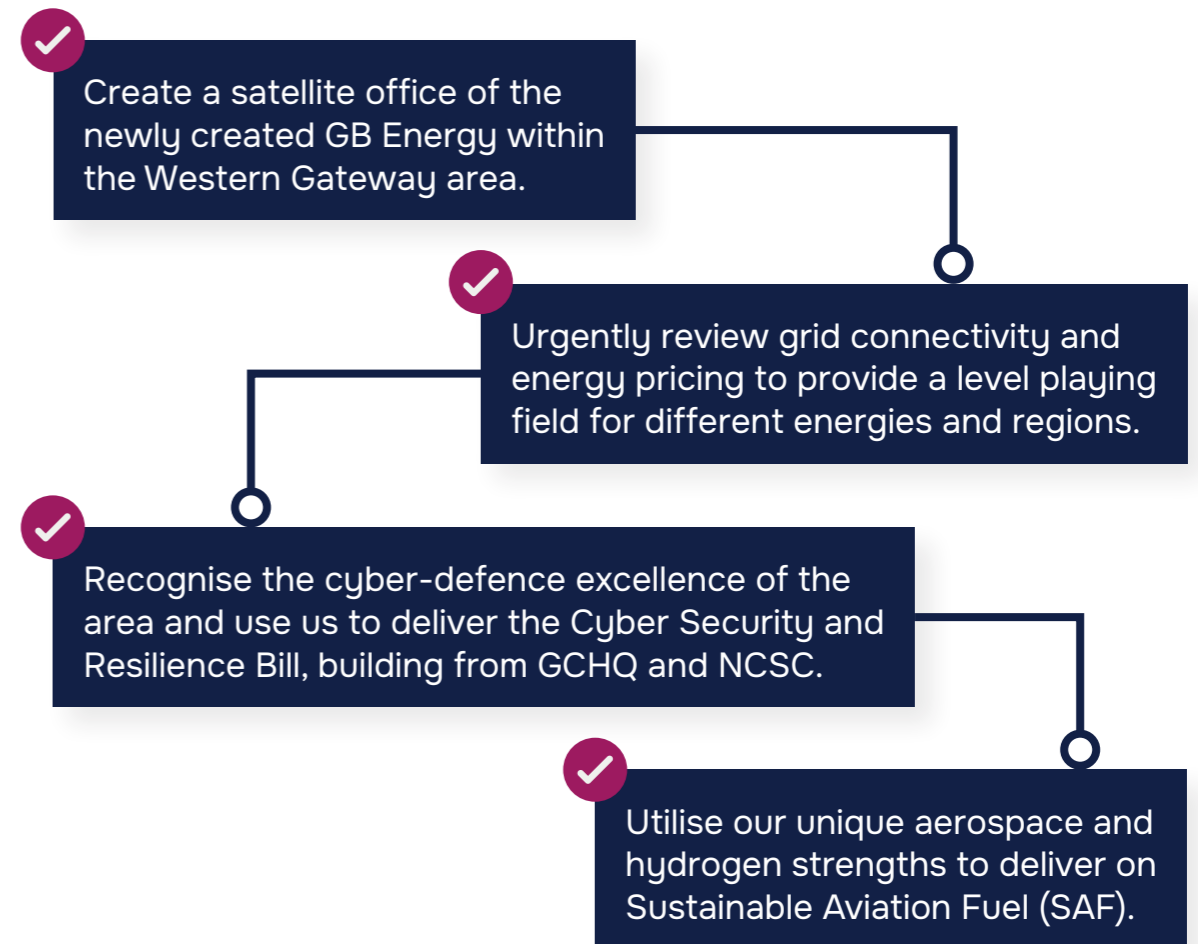 Create a satellite office of the
newly created GB Energy within
the Western Gateway area.
Urgently review grid connectivity and
energy pricing to provide a level playing
field for different energies and regions.
Recognise the cyber-defence excellence of the
area and use us to deliver the Cyber Security and
Resilience Bill, building from GCHQ and NCSC.
Utilise our unique aerospace and
hydrogen strengths to deliver on
Sustainable Aviation Fuel (SAF).